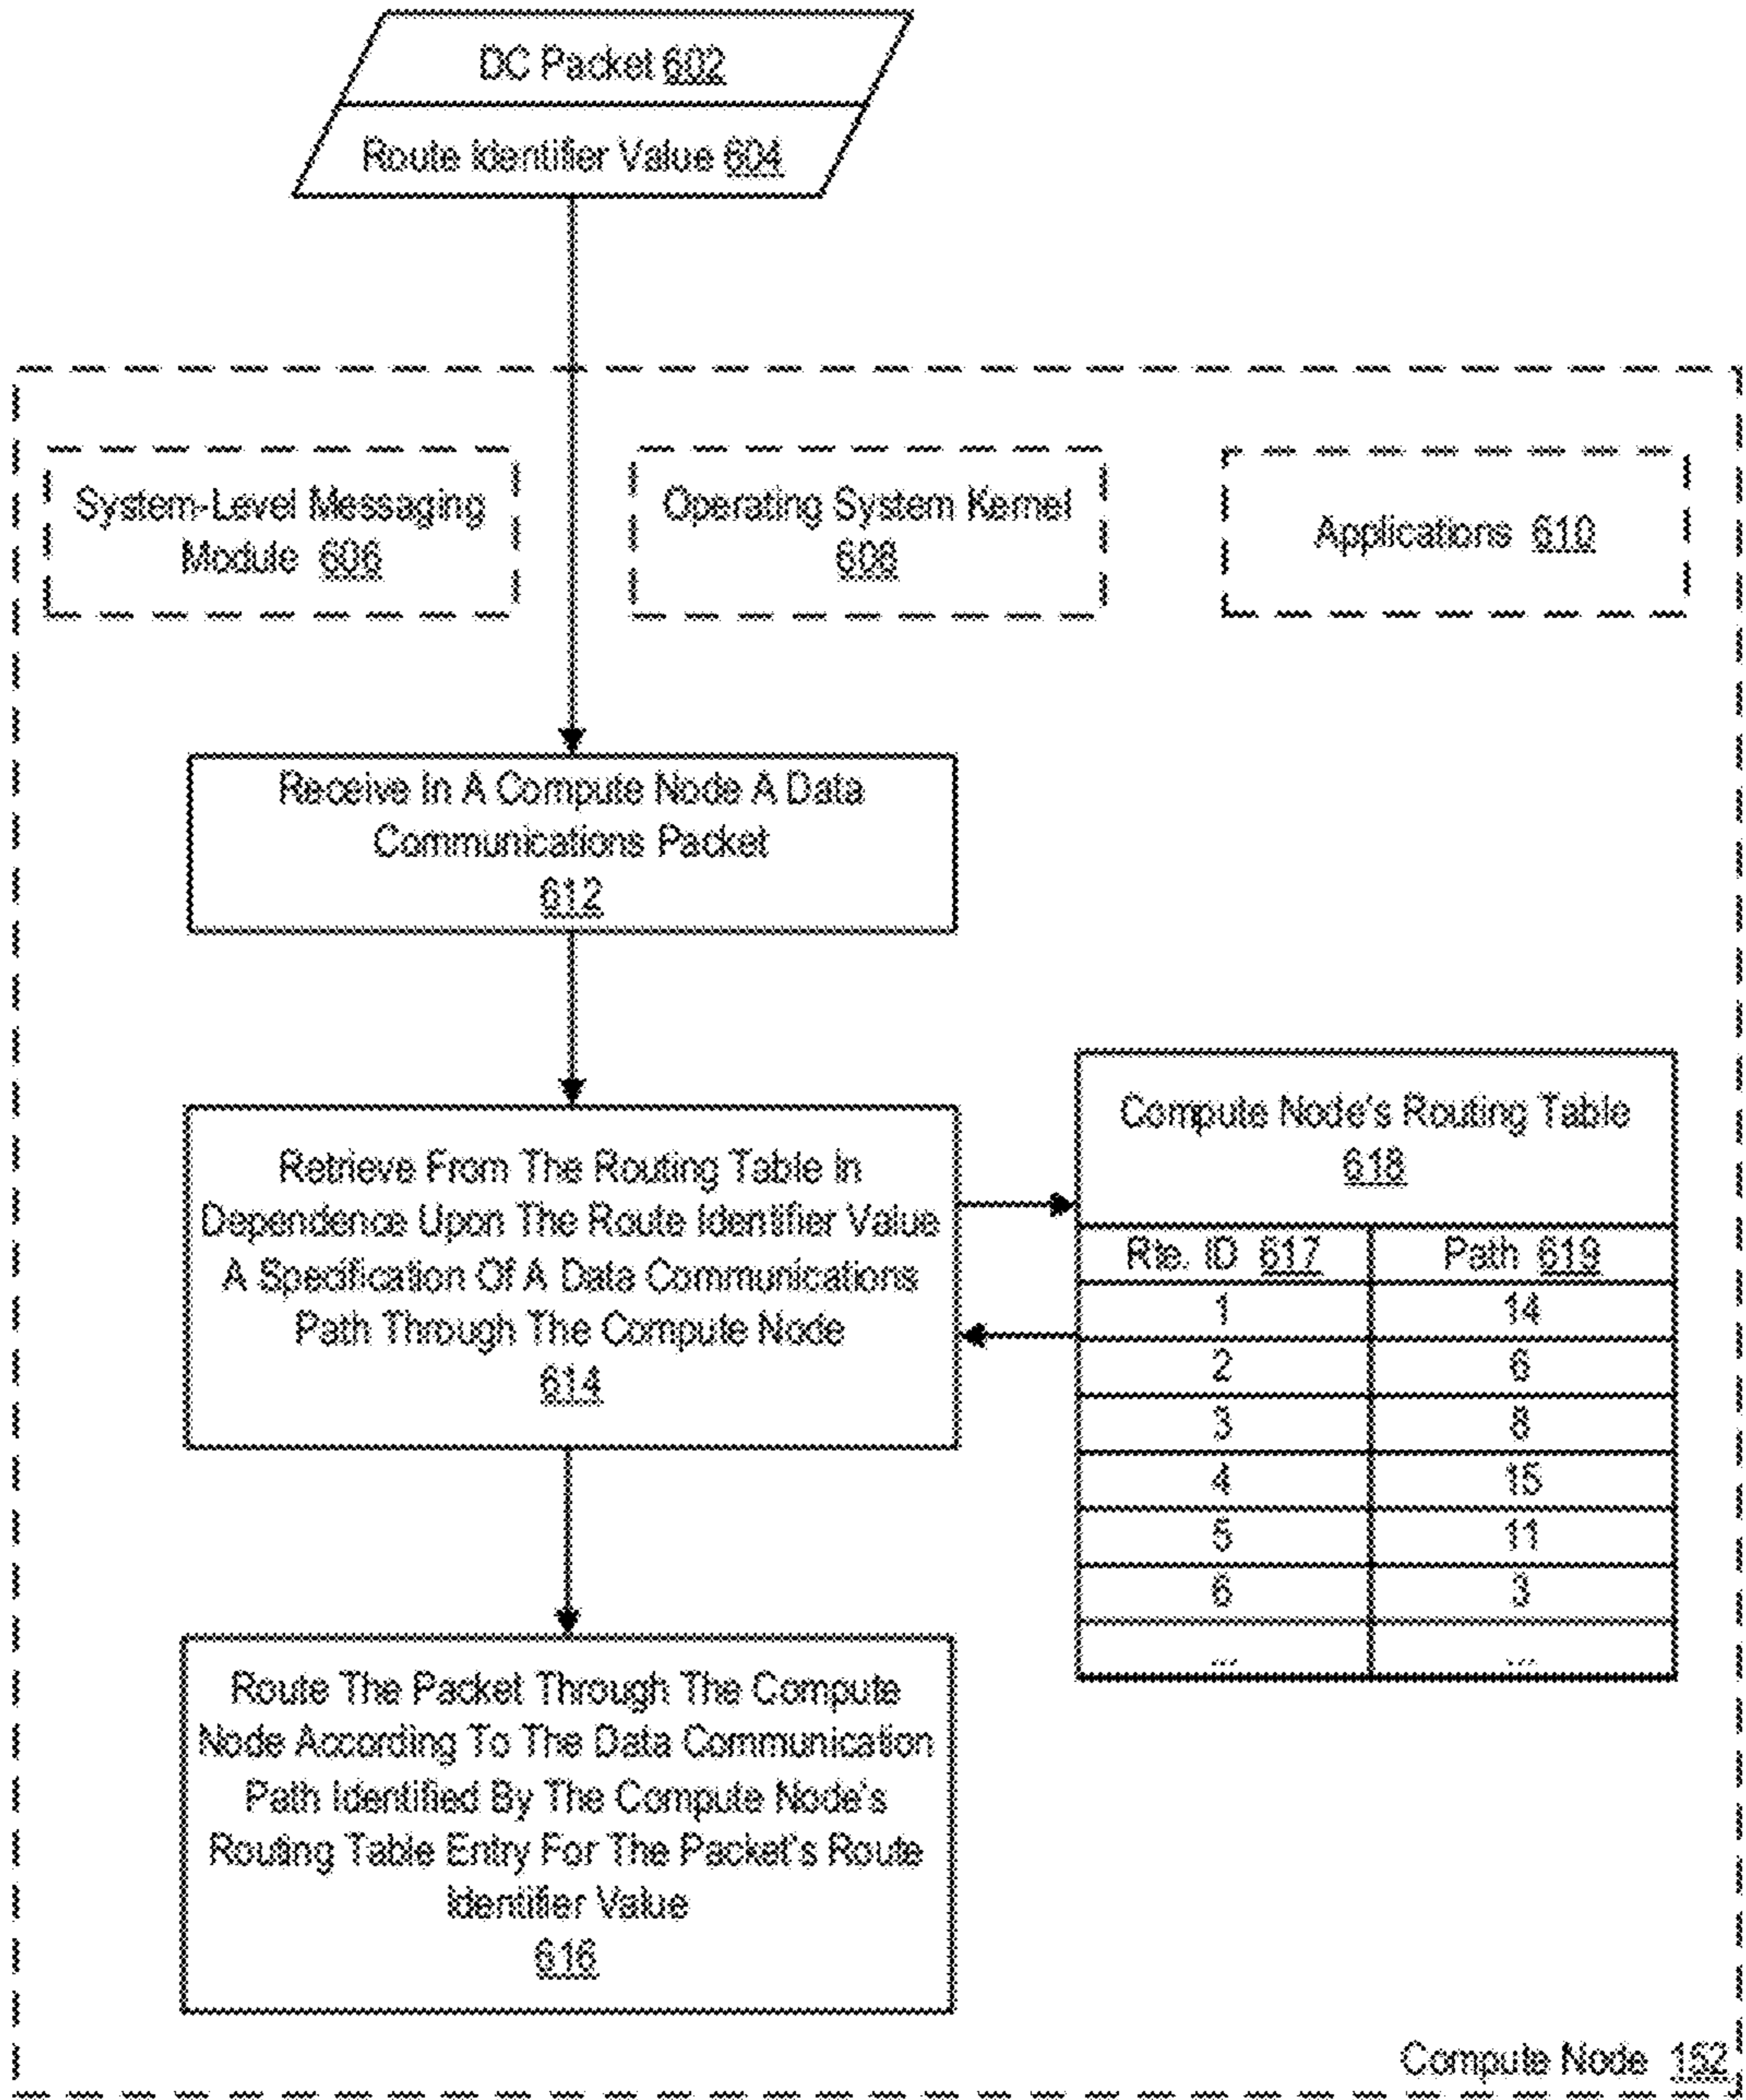 DC Packet 602
Route Identifier Value 604
System-Level Messaging
Module 606
Operating System Kernel
608
Applications 610
Receive In A Compute Node A Data
Communications Packet
612
Retrieve From The Routing Table In
Dependence Upon The Route Identifier Value
A Specification Of A Data Communications
Path Through The Compute Node
614
Compute Node's Routing Table
618
Rte. ID 617 Path 619
1 14
2 6
3 8
4 15
5 11
6 3
... ...
Route The Packet Through The Compute
Node According To The Data Communication
Path Identified By The Compute Node's
Routing Table Entry For The Packet's Route
Identifier Value
616
Compute Node 152